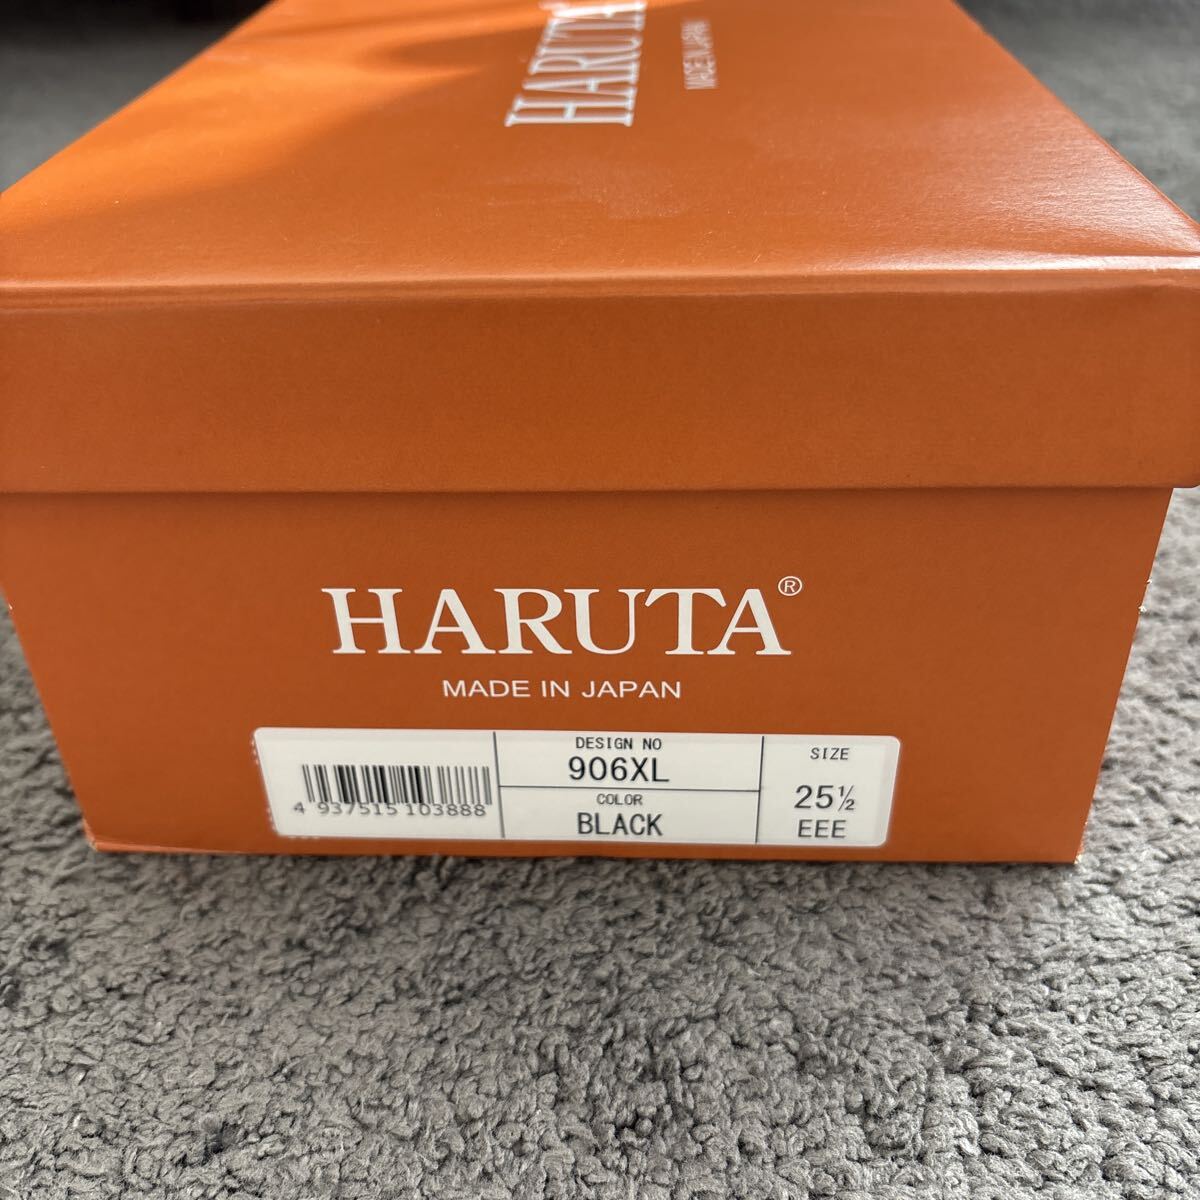 HARUTA
MADE IN JAPAN
HARUTA®
MADE IN JAPAN
4 937515 103888
DESIGN NO
906XL
COLOR
BLACK
SIZE
25½
EEE